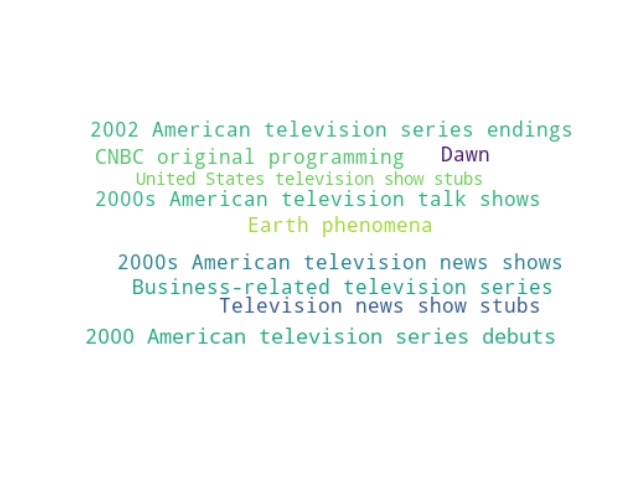 2002 American television series endings
CNBC original programming Dawn
United States television show stubs
2000s American television talk shows
Earth phenomena
2000s American television news shows
Business-related television series
Television news show stubs
2000 American television series debuts